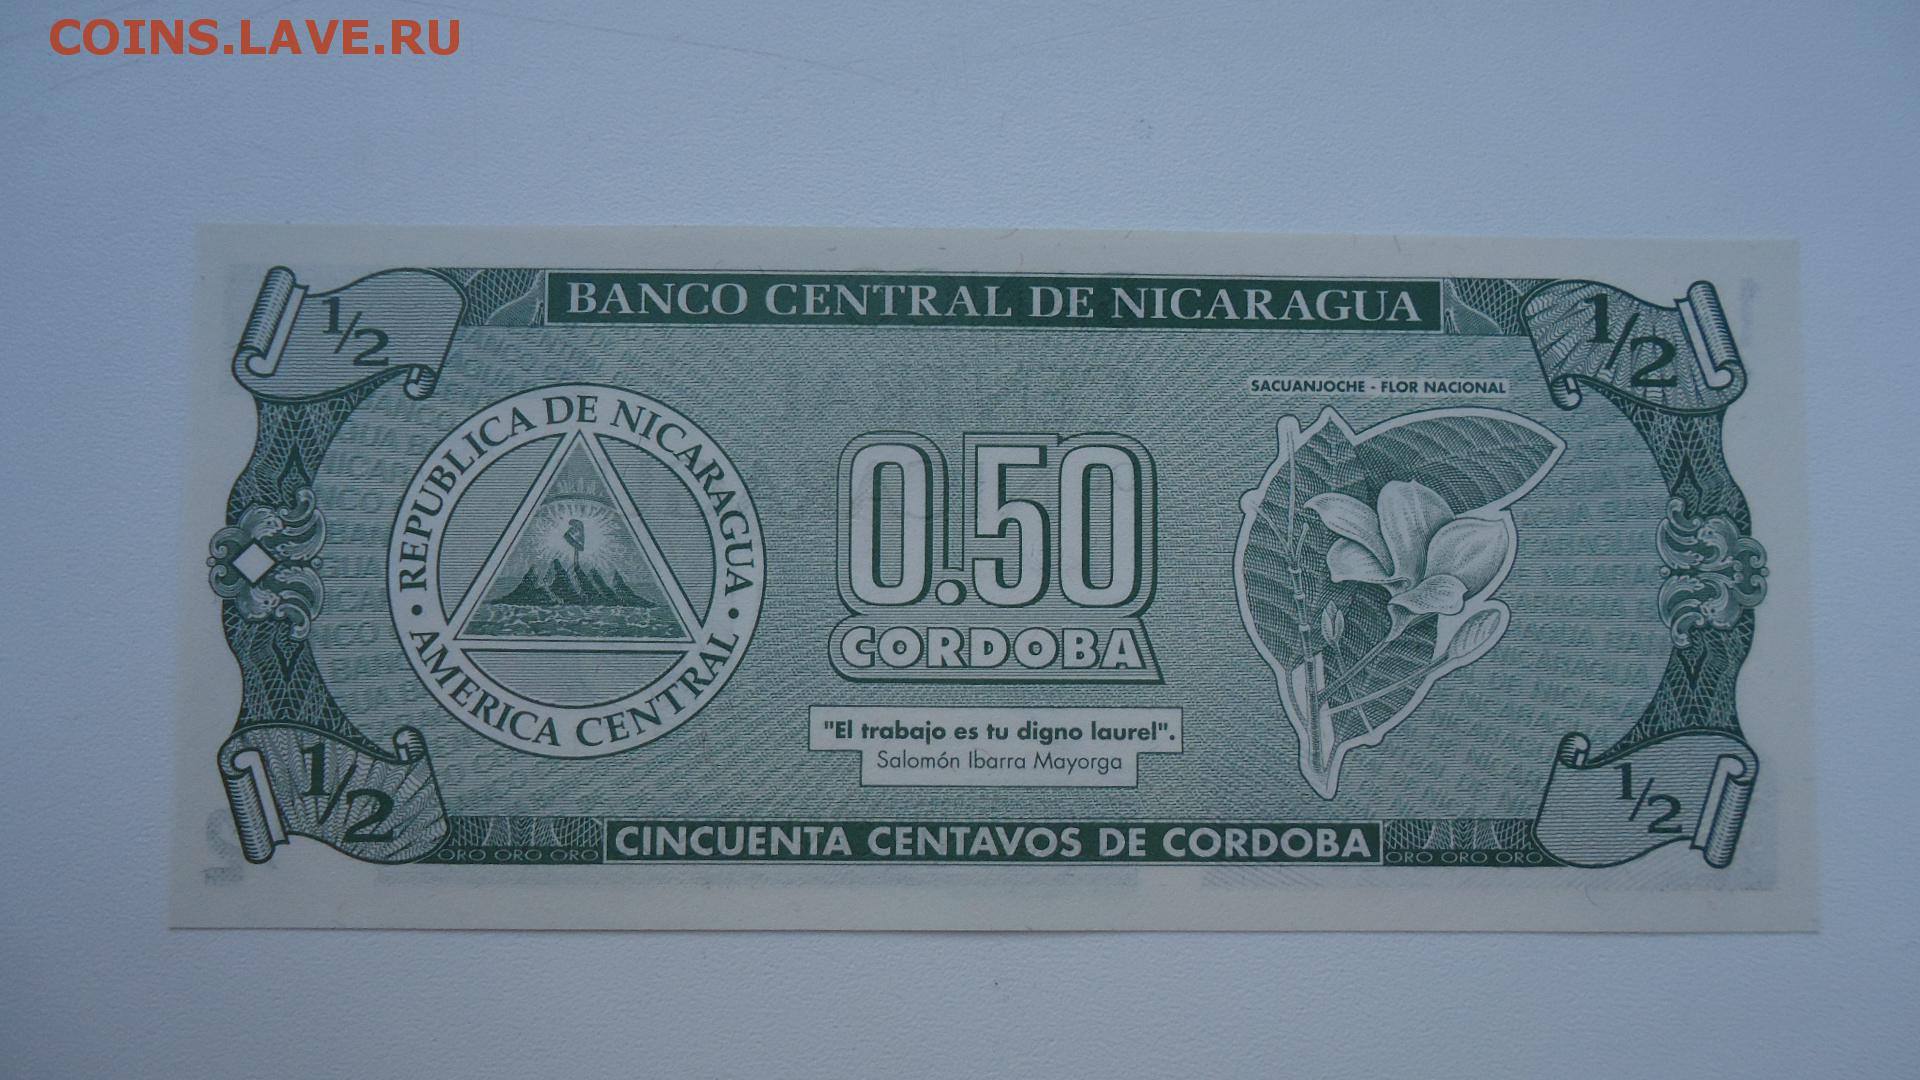 COINS.LAVE.RU
BANCO CENTRAL DE NICARAGUA
1/2
1/2
SACUANJOCHE - FLOR NACIONAL
REPUBLICA DE NICARAGUA
AMERICA CENTRAL
0.50
CORDOBA
"El trabajo es tu digno laurel".
Salomón Ibarra Mayorga
1/2
1/2
ORO ORO ORO
CINCUENTA CENTAVOS DE CORDOBA
ORO ORO ORO